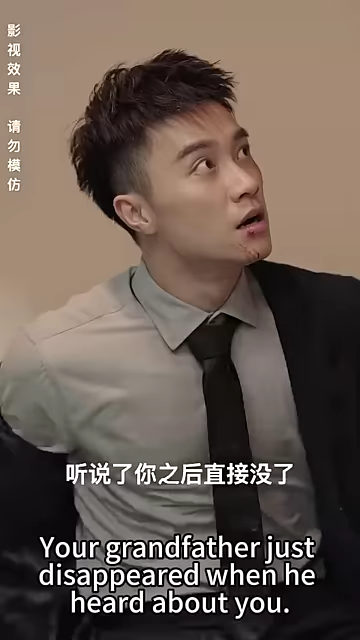 影视效果 请勿模仿
听说了你之后直接没了
Your grandfather just
disappeared when he
heard about you.